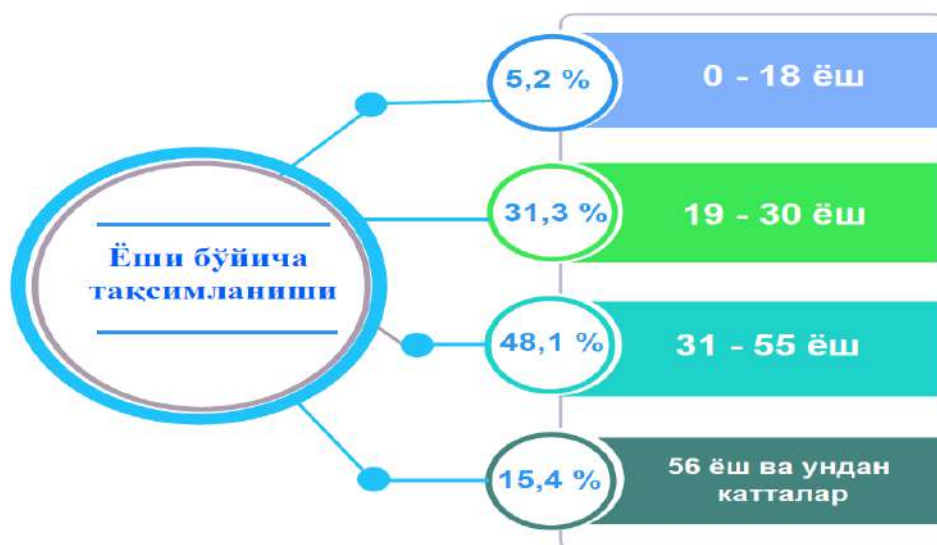 Ёши бўйича
тақсимланиши
5,2 %
0 - 18 ёш
31,3 %
19 - 30 ёш
48,1 %
31 - 55 ёш
15,4 %
56 ёш ва ундан
катталар